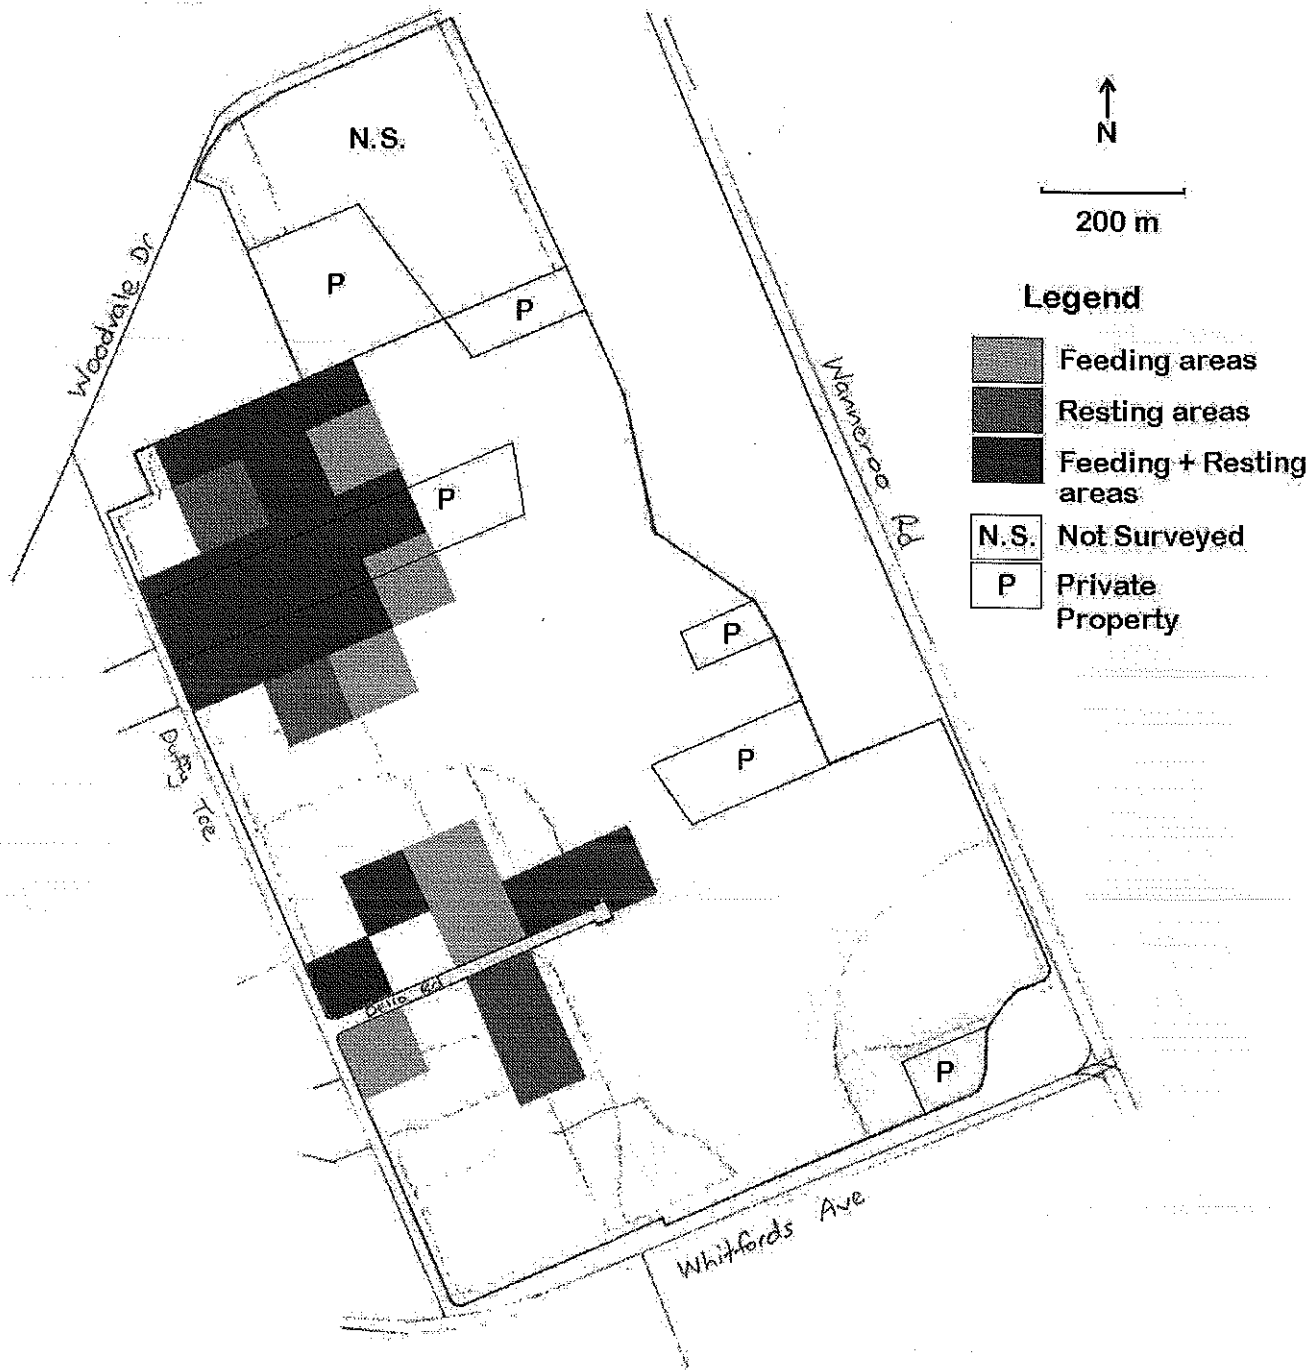 N.S.
N
200 m
Woodvale Dr
P
P
Legend
Feeding areas
Resting areas
Feeding + Resting
areas
N.S. Not Surveyed
P Private
Property
Wanneroo Rd
P
P
P
Duffy Tce
P
Whitfords Ave